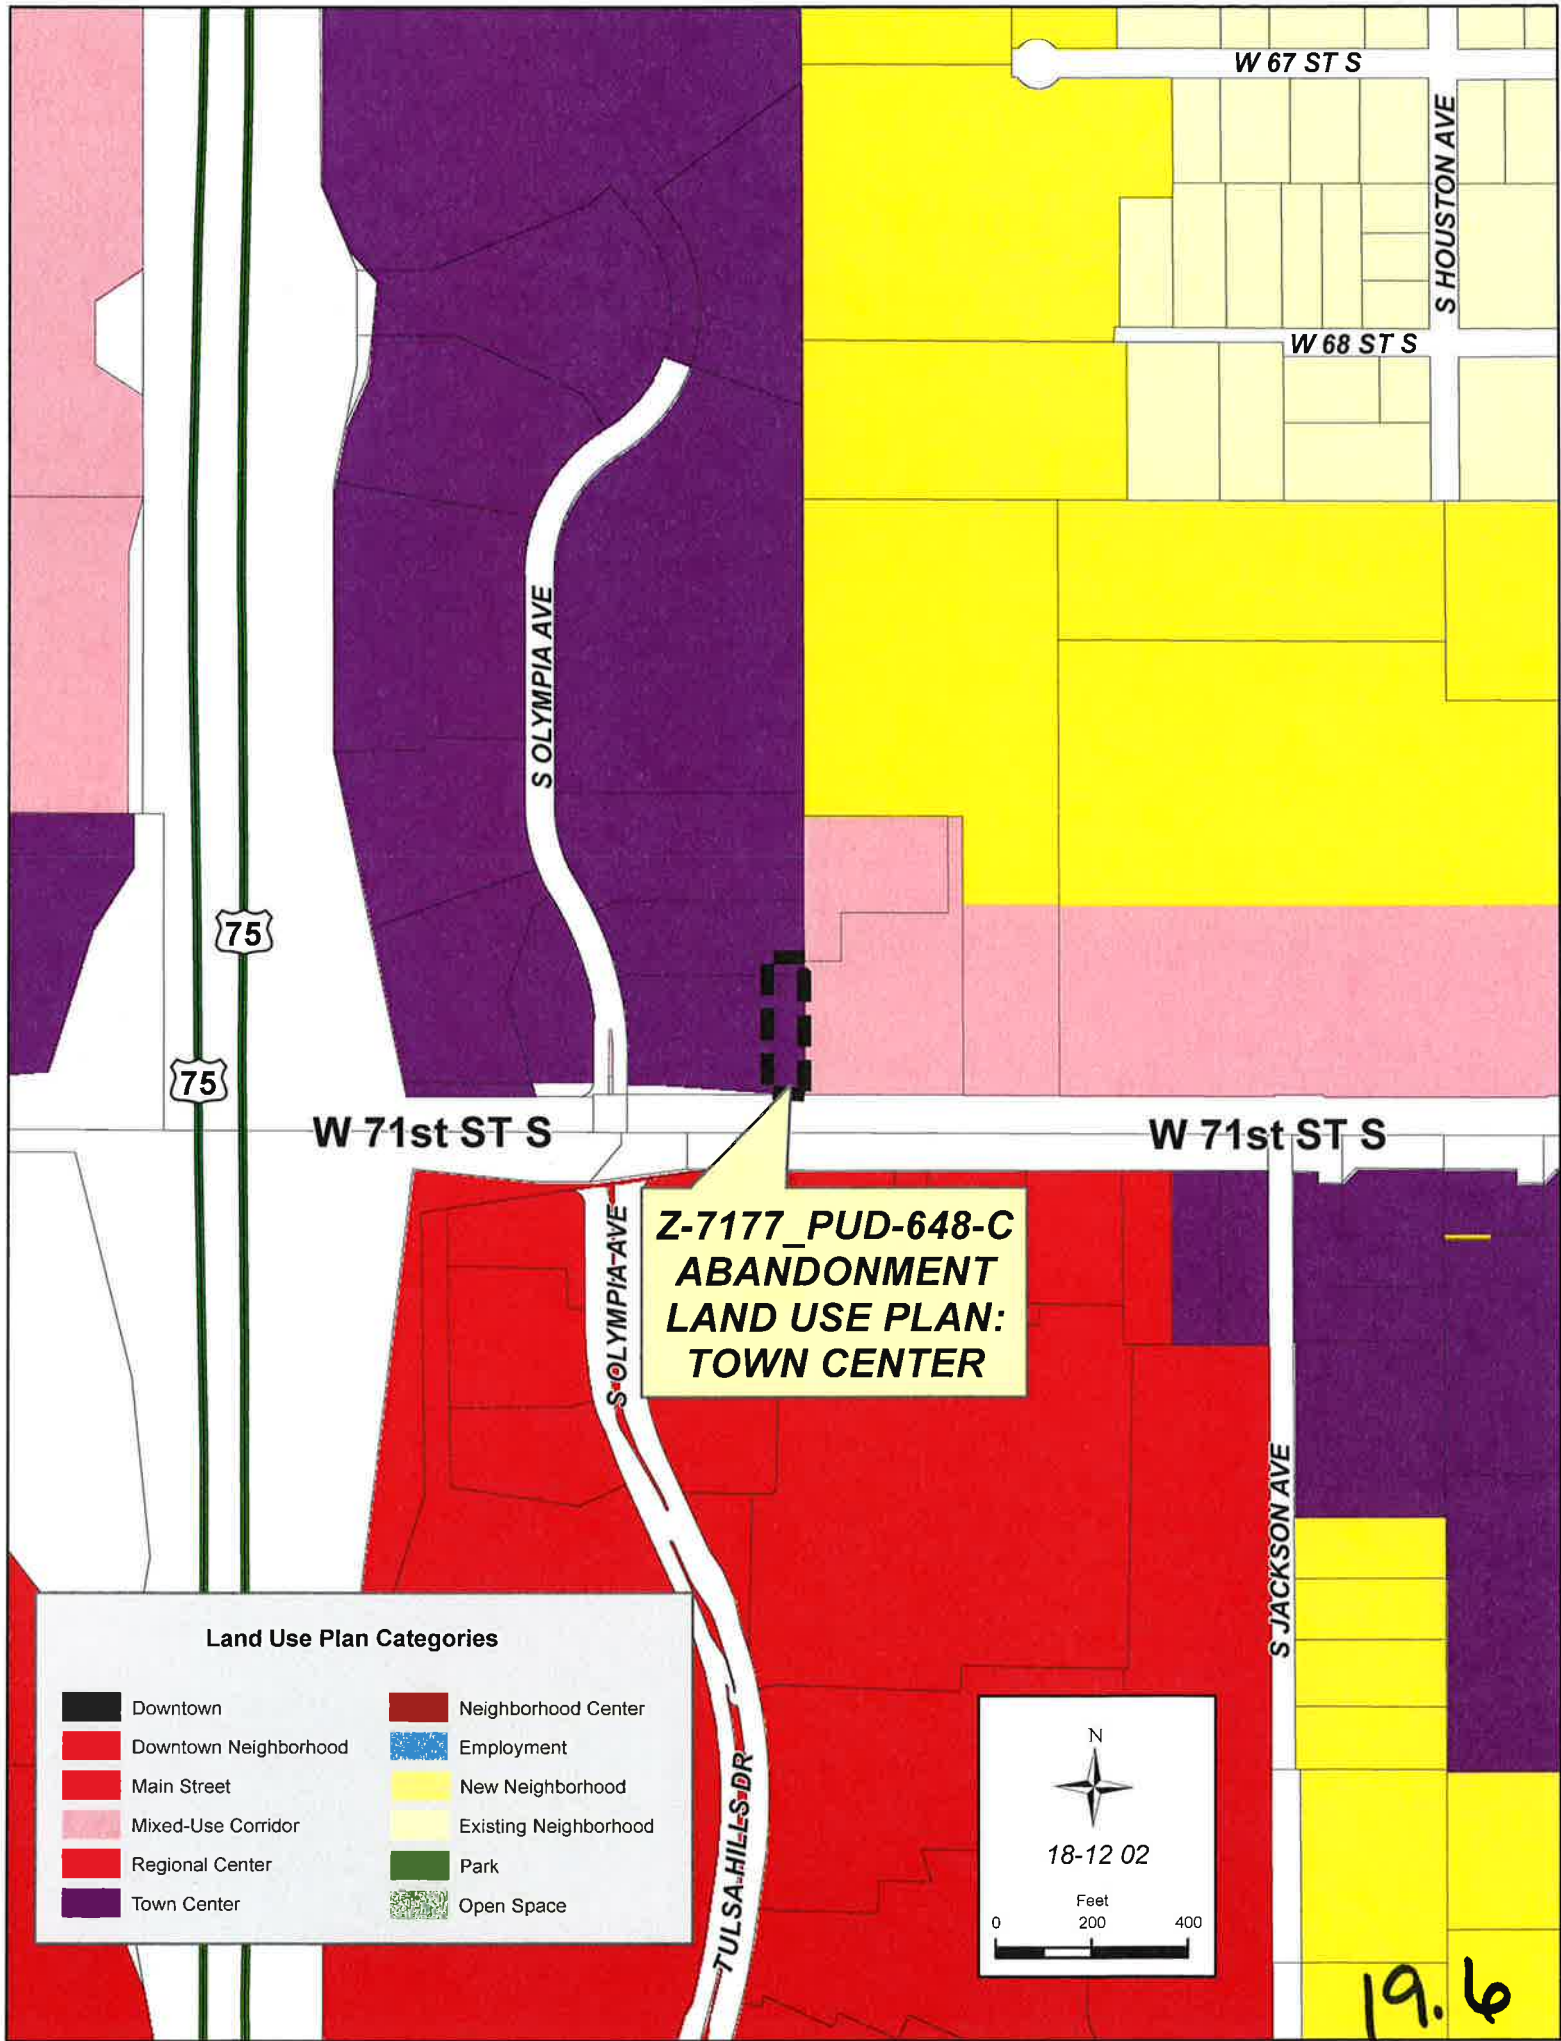 W 67 ST S
S HOUSTON AVE
W 68 ST S
S OLYMPIA AVE
75
75
W 71st ST S
W 71st ST S
Z-7177_PUD-648-C
ABANDONMENT
LAND USE PLAN:
TOWN CENTER
S OLYMPIA AVE
S JACKSON AVE
TULSA HILLS DR
Land Use Plan Categories
Downtown
Downtown Neighborhood
Main Street
Mixed-Use Corridor
Regional Center
Town Center
Neighborhood Center
Employment
New Neighborhood
Existing Neighborhood
Park
Open Space
N
18-12 02
Feet
0 200 400
19.6